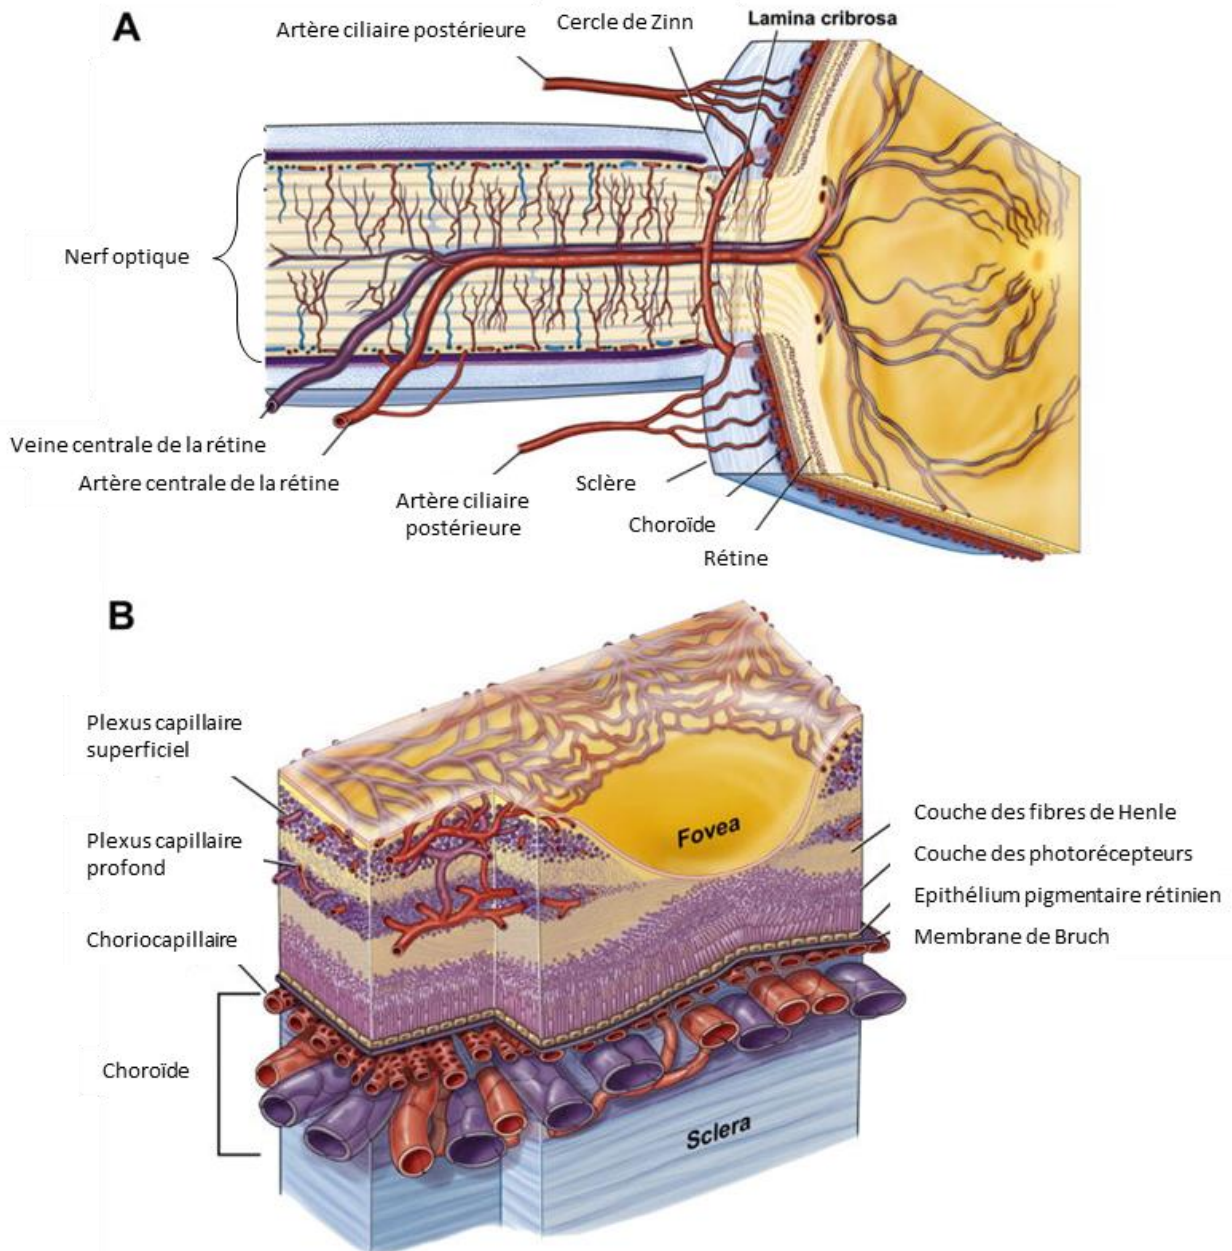 A
Artère ciliaire postérieure
Cercle de Zinn
Lamina cribrosa
Nerf optique
Veine centrale de la rétine
Artère centrale de la rétine
Artère ciliaire
postérieure
Sclère
Choroïde
Rétine
B
Plexus capillaire
superficiel
Plexus capillaire
profond
Choriocapillaire
Choroïde
Fovea
Couche des fibres de Henle
Couche des photorécepteurs
Epithélium pigmentaire rétinien
Membrane de Bruch
Sclera